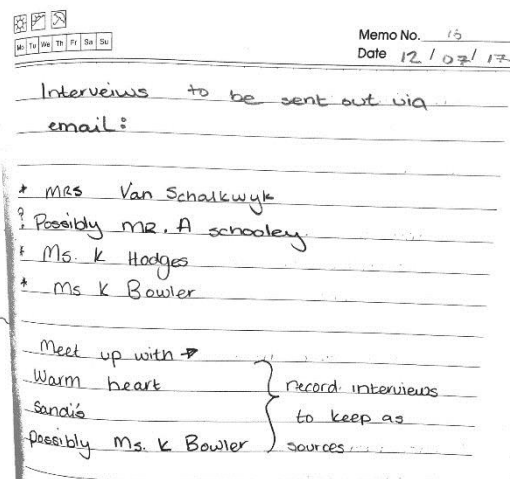 Memo No. 10
Mo Tu We Th Fr Sa Su
Date 12 / 07 / 17
Interveiws to be sent out via
email:
* MRS Van Schalkwyk
? Possibly MR. A schooley
* Ms. K Hodges
* Ms K Bowler
Meet up with →
Warm heart
Sandi's
possibly Ms. K Bowler
record interviews
to keep as
sources